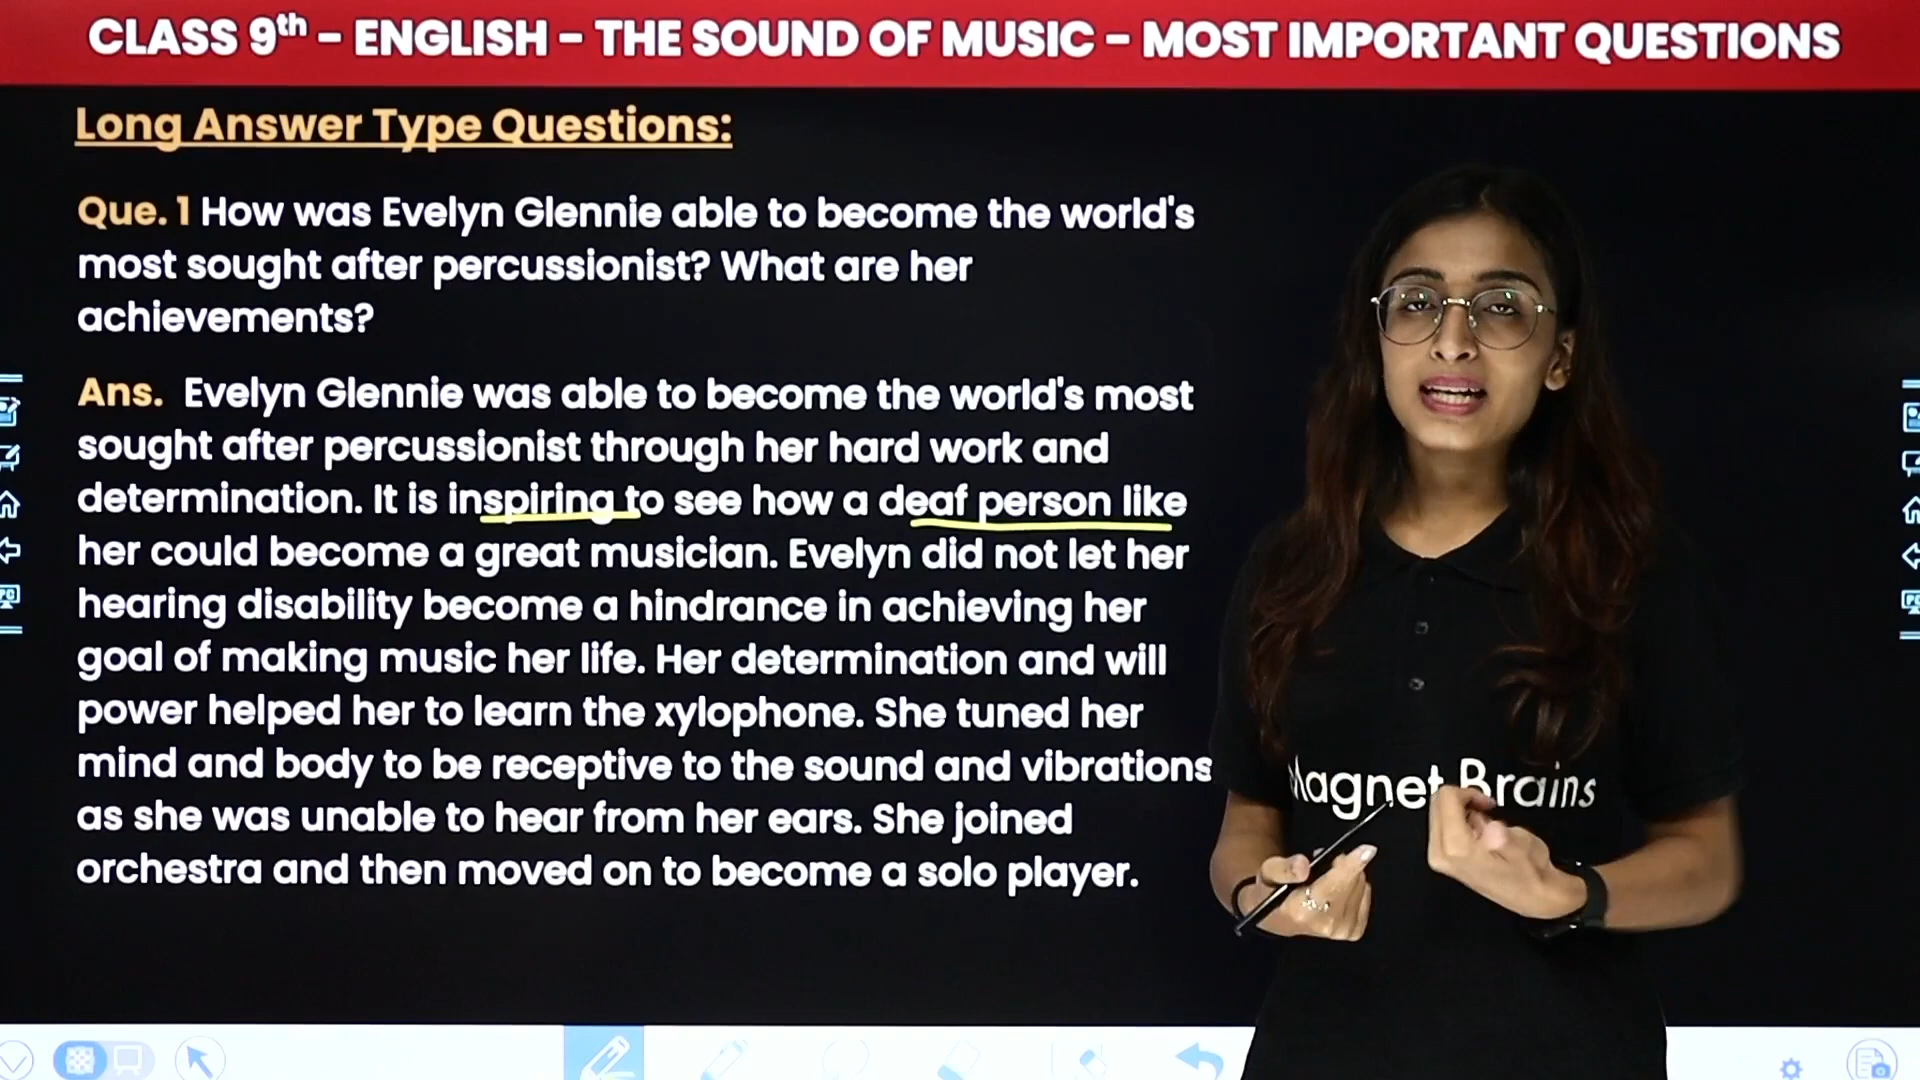 CLASS 9th – ENGLISH – THE SOUND OF MUSIC – MOST IMPORTANT QUESTIONS
Long Answer Type Questions:
Que. 1 How was Evelyn Glennie able to become the world's
most sought after percussionist? What are her
achievements?
Ans. Evelyn Glennie was able to become the world's most
sought after percussionist through her hard work and
determination. It is inspiring to see how a deaf person like
her could become a great musician. Evelyn did not let her
hearing disability become a hindrance in achieving her
goal of making music her life. Her determination and will
power helped her to learn the xylophone. She tuned her
mind and body to be receptive to the sound and vibrations
as she was unable to hear from her ears. She joined
orchestra and then moved on to become a solo player.
Magnet Brains